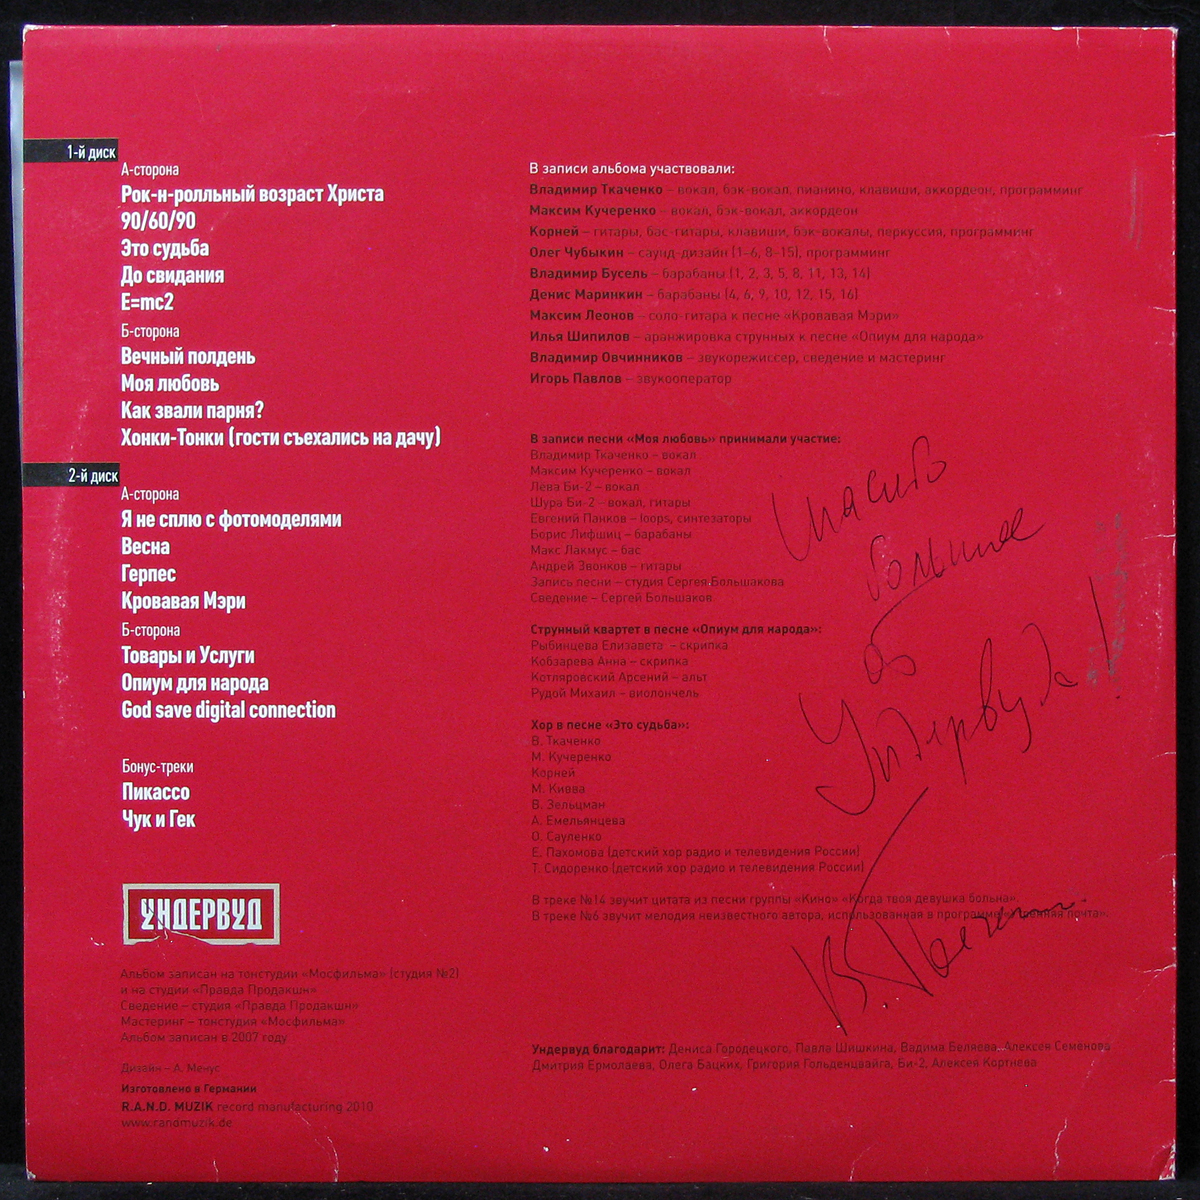 1-й диск
А-сторона
Рок-н-ролльный возраст Христа
90/60/90
Это судьба
До свидания
E=mc2
Б-сторона
Вечный полдень
Моя любовь
Как звали парня?
Хонки-Тонки (гости съехались на дачу)
2-й диск
А-сторона
Я не сплю с фотомоделями
Весна
Герпес
Кровавая Мэри
Б-сторона
Товары и Услуги
Опиум для народа
God save digital connection
Бонус-треки
Пикассо
Чук и Гек
УНДЕРВУД
Альбом записан на тонстудии «Мосфильма» (студия №2)
и на студии «Правда Продакшн»
Сведение – студия «Правда Продакшн»
Мастеринг – тонстудия «Мосфильма»
Альбом записан в 2007 году
Дизайн – А. Менус
Изготовлено в Германии
R.A.N.D. MUZIK record manufacturing 2010
www.randmuzik.de
В записи альбома участвовали:
Владимир Ткаченко – вокал, бэк-вокал, пианино, клавиши, аккордеон, программинг
Максим Кучеренко – вокал, бэк-вокал, аккордеон
Корней – гитары, бас-гитары, клавиши, бэк-вокалы, перкуссия, программинг
Олег Чубыкин – саунд-дизайн (1-6, 8-15), программинг
Владимир Бусель – барабаны (1, 2, 3, 5, 8, 11, 13, 14)
Денис Маринкин – барабаны (4, 6, 9, 10, 12, 15, 16)
Максим Леонов – соло-гитара к песне «Кровавая Мэри»
Илья Шипилов – аранжировка струнных к песне «Опиум для народа»
Владимир Овчинников – звукорежиссер, сведение и мастеринг
Игорь Павлов – звукооператор
В записи песни «Моя любовь» принимали участие:
Владимир Ткаченко – вокал
Максим Кучеренко – вокал
Лёва Би-2 – вокал
Шура Би-2 – вокал, гитары
Евгений Панков – loops, синтезаторы
Борис Лифшиц – барабаны
Макс Лакмус – бас
Андрей Звонков – гитары
Запись песни – студия Сергея Большакова
Сведение – Сергей Большаков
Струнный квартет в песне «Опиум для народа»:
Рыбинцева Елизавета – скрипка
Кобзарева Анна – скрипка
Котляровский Арсений – альт
Рудой Михаил – виолончель
Хор в песне «Это судьба»:
В. Ткаченко
М. Кучеренко
Корней
М. Кивва
В. Зельцман
А. Емельянцева
О. Сауленко
Е. Пахомова (детский хор радио и телевидения России)
Т. Сидоренко (детский хор радио и телевидения России)
В треке №14 звучит цитата из песни группы «Кино» «Когда твоя девушка больна».
В треке №6 звучит мелодия неизвестного автора, использованная в программе «Утренняя почта».
Спасибо
большое
от
Ундервуда!
В. Ткаченко
Ундервуд благодарит: Дениса Городецкого, Павла Шишкина, Вадима Беляева, Алексея Семенова
Дмитрия Ермолаева, Олега Бацких, Григория Гольденцвайга, Би-2, Алексея Кортнева